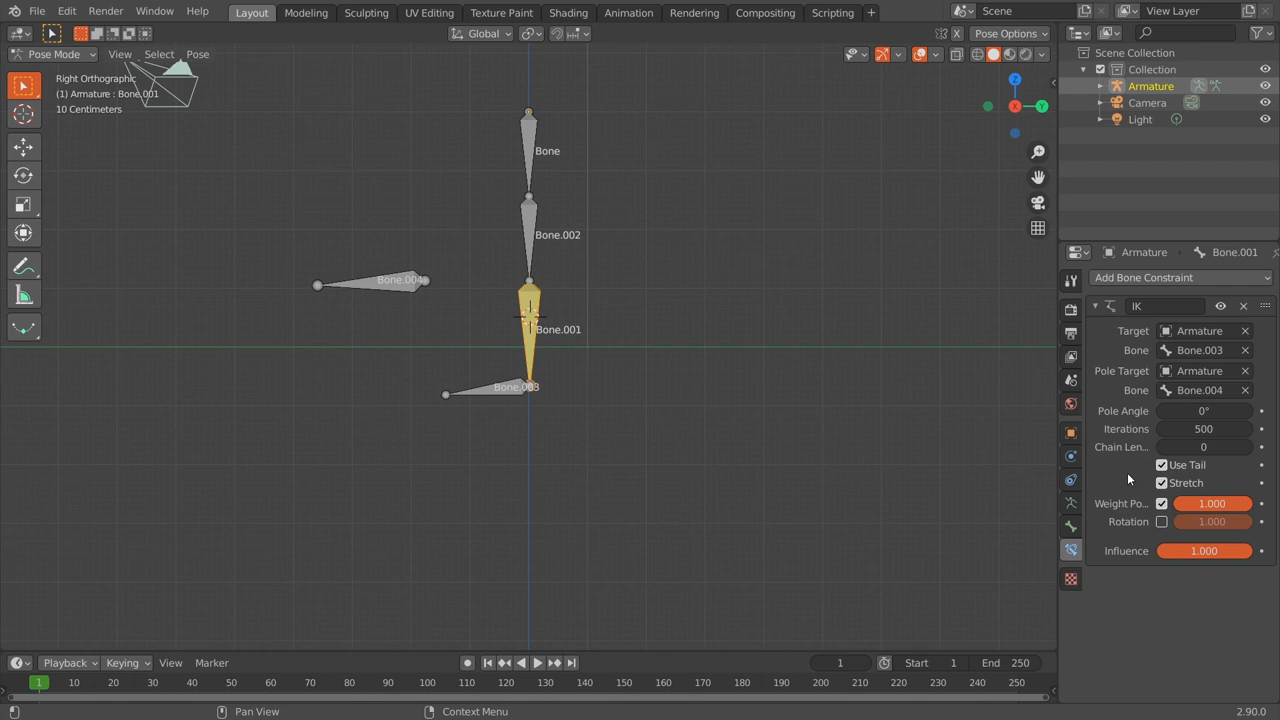 File Edit Render Window Help Layout Modeling Sculpting UV Editing Texture Paint Shading Animation Rendering Compositing Scripting + Scene View Layer
Global Pose Options
Pose Mode View Select Pose
Right Orthographic
(1) Armature : Bone.001
10 Centimeters
Bone
Bone.002
Bone.004
Bone.001
Bone.003
X
Z
X
Y
Scene Collection
Collection
Armature
Camera
Light
Armature Bone.001
Add Bone Constraint
IK
Target Armature
Bone Bone.003
Pole Target Armature
Bone Bone.004
Pole Angle 0°
Iterations 500
Chain Len... 0
Use Tail
Stretch
Weight Po... 1.000
Rotation 1.000
Influence 1.000
Playback Keying View Marker 1 Start 1 End 250
1 10 20 30 40 50 60 70 80 90 100 110 120 130 140 150 160 170 180 190 200 210 220 230 240 250
Pan View Context Menu 2.90.0